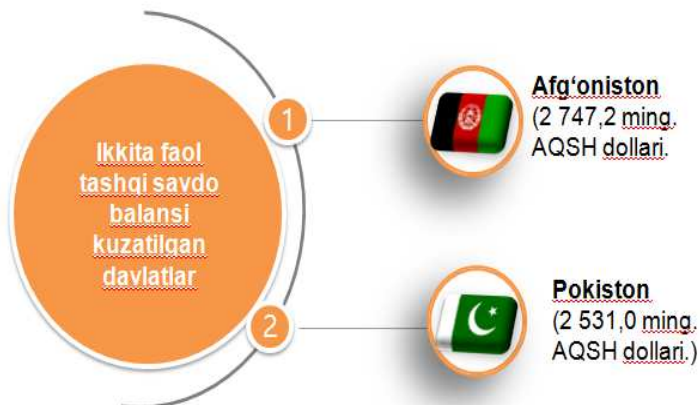 Ikkita faol
tashqi savdo
balansi
kuzatilgan
davlatlar
1
Afg‘oniston
(2 747,2 ming.
AQSH dollari.
2
Pokiston
(2 531,0 ming.
AQSH dollari.)